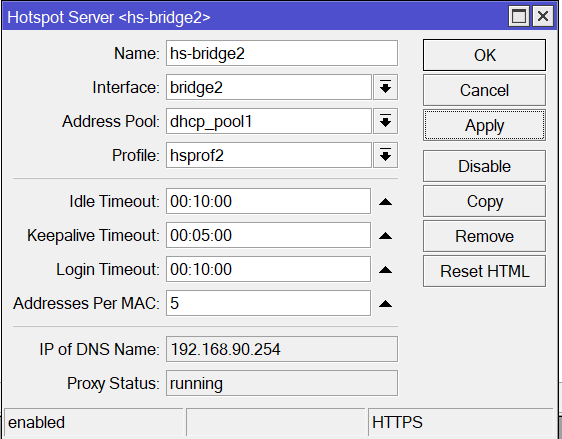 Hotspot Server <hs-bridge2>
Name: hs-bridge2 OK
Interface: bridge2 Cancel
Address Pool: dhcp_pool1 Apply
Profile: hsprof2 Disable
Idle Timeout: 00:10:00 Copy
Keepalive Timeout: 00:05:00 Remove
Login Timeout: 00:10:00 Reset HTML
Addresses Per MAC: 5
IP of DNS Name: 192.168.90.254
Proxy Status: running
enabled HTTPS